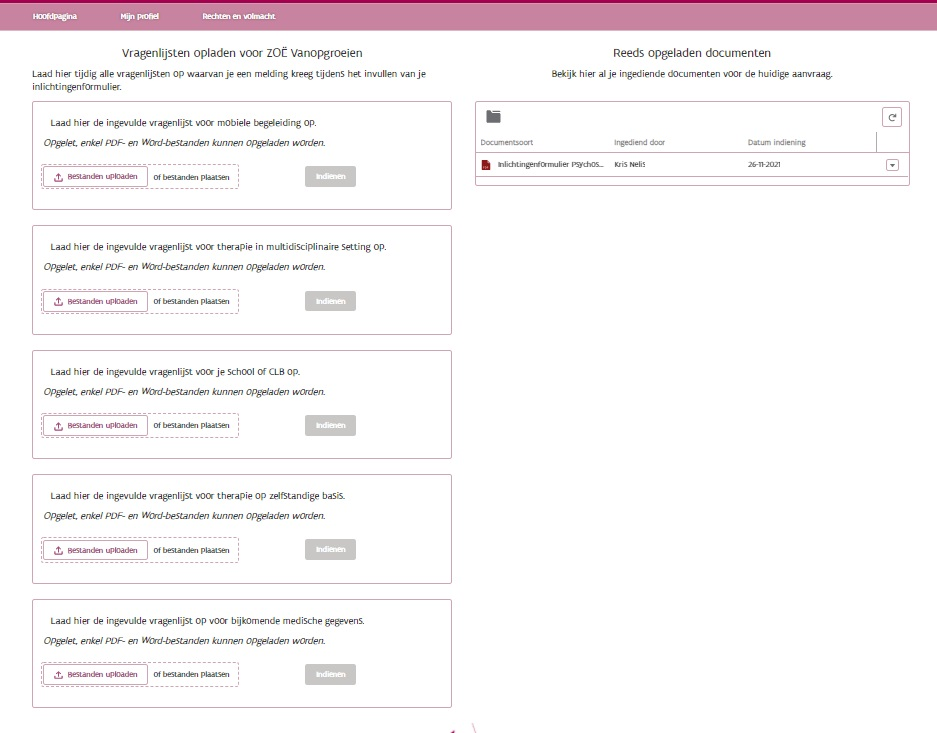 Hoofdpagina Mijn profiel Rechten en volmacht
Vragenlijsten opladen voor ZOË Vanopgroeien
Laad hier tijdig alle vragenlijsten op waarvan je een melding kreeg tijdens het invullen van je
inlichtingenformulier.
Laad hier de ingevulde vragenlijst voor mobiele begeleiding op.
Opgelet, enkel PDF- en Word-bestanden kunnen opgeladen worden.
Bestanden uploaden Of bestanden plaatsen Indienen
Laad hier de ingevulde vragenlijst voor therapie in multidisciplinaire setting op.
Opgelet, enkel PDF- en Word-bestanden kunnen opgeladen worden.
Bestanden uploaden Of bestanden plaatsen Indienen
Laad hier de ingevulde vragenlijst voor je school of CLB op.
Opgelet, enkel PDF- en Word-bestanden kunnen opgeladen worden.
Bestanden uploaden Of bestanden plaatsen Indienen
Laad hier de ingevulde vragenlijst voor therapie op zelfstandige basis.
Opgelet, enkel PDF- en Word-bestanden kunnen opgeladen worden.
Bestanden uploaden Of bestanden plaatsen Indienen
Laad hier de ingevulde vragenlijst op voor bijkomende medische gegevens.
Opgelet, enkel PDF- en Word-bestanden kunnen opgeladen worden.
Bestanden uploaden Of bestanden plaatsen Indienen
Reeds opgeladen documenten
Bekijk hier al je ingediende documenten voor de huidige aanvraag.
Documentsoort Ingediend door Datum indiening
Inlichtingenformulier Psychos... Kris Nelis 26-11-2021